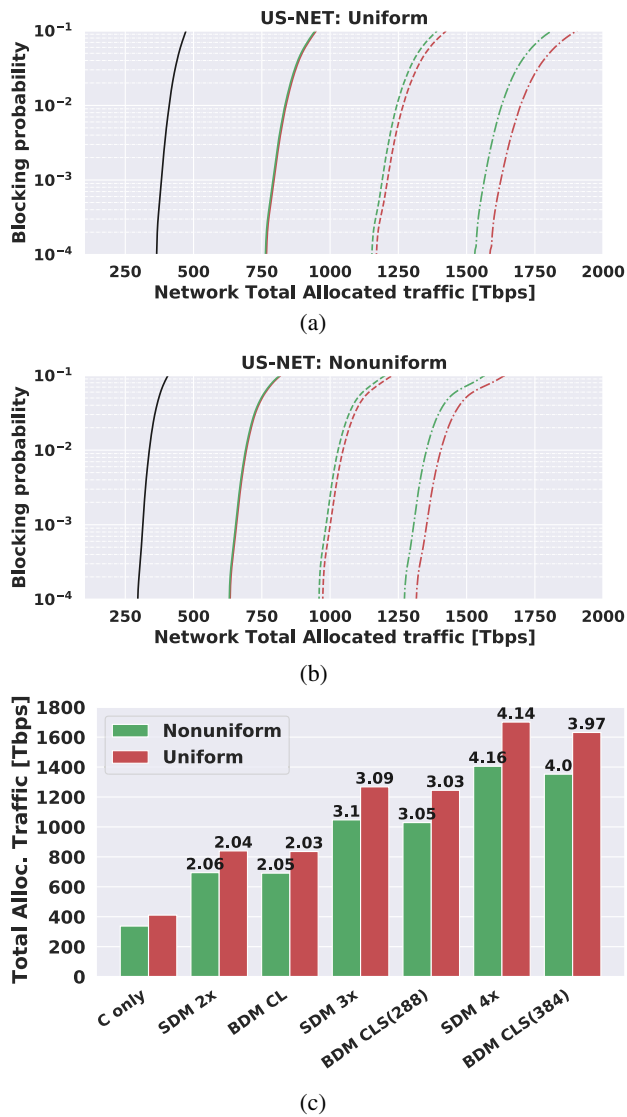 US-NET: Uniform
Blocking probability
10⁻¹
10⁻²
10⁻³
10⁻⁴
250 500 750 1000 1250 1500 1750 2000
Network Total Allocated traffic [Tbps]
(a)
US-NET: Nonuniform
Blocking probability
10⁻¹
10⁻²
10⁻³
10⁻⁴
250 500 750 1000 1250 1500 1750 2000
Network Total Allocated traffic [Tbps]
(b)
Total Alloc. Traffic [Tbps]
1800
1600
1400
1200
1000
800
600
400
200
0
Nonuniform
Uniform
2.06 2.04 2.05 2.03 3.1 3.09 3.05 3.03 4.16 4.14 4.0 3.97
C only SDM 2x BDM CL SDM 3x BDM CLS(288) SDM 4x BDM CLS(384)
(c)